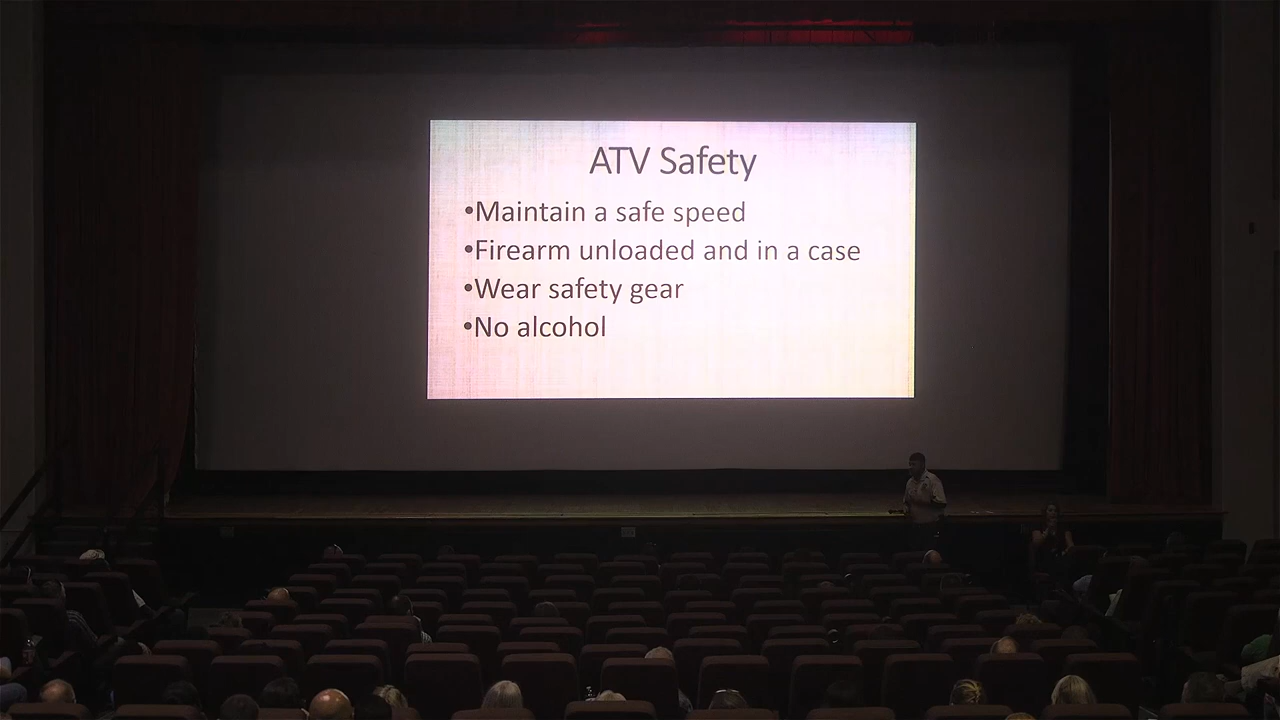 ATV Safety
•Maintain a safe speed
•Firearm unloaded and in a case
•Wear safety gear
•No alcohol